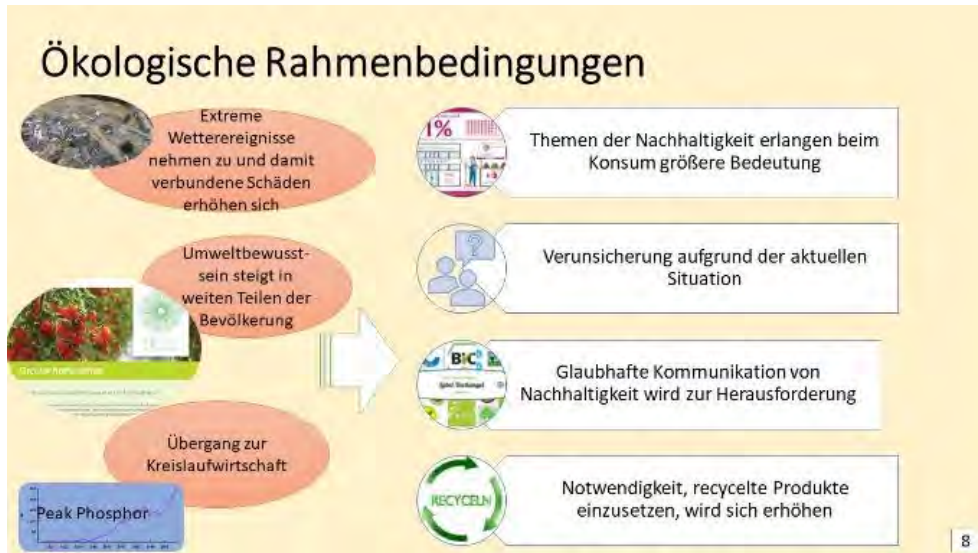 Ökologische Rahmenbedingungen
Extreme
Wetterereignisse
nehmen zu und damit
verbundene Schäden
erhöhen sich
Umweltbewusst-
sein steigt in
weiten Teilen der
Bevölkerung
Übergang zur
Kreislaufwirtschaft
Peak Phosphor
1%
Themen der Nachhaltigkeit erlangen beim
Konsum größere Bedeutung
?
Verunsicherung aufgrund der aktuellen
Situation
Glaubhafte Kommunikation von
Nachhaltigkeit wird zur Herausforderung
RECYCELN
Notwendigkeit, recycelte Produkte
einzusetzen, wird sich erhöhen
8